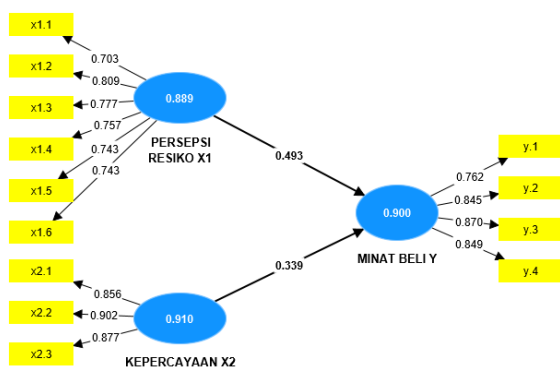 x1.1
0.703
x1.2
0.809
x1.3
0.777
0.889
x1.4
0.757
PERSEPSI
RESIKO X1
x1.5
0.743
x1.6
0.743
0.493
y.1
0.762
y.2
0.845
0.900
y.3
0.870
y.4
0.849
MINAT BELI Y
0.339
x2.1
0.856
x2.2
0.902
0.910
x2.3
0.877
KEPERCAYAAN X2